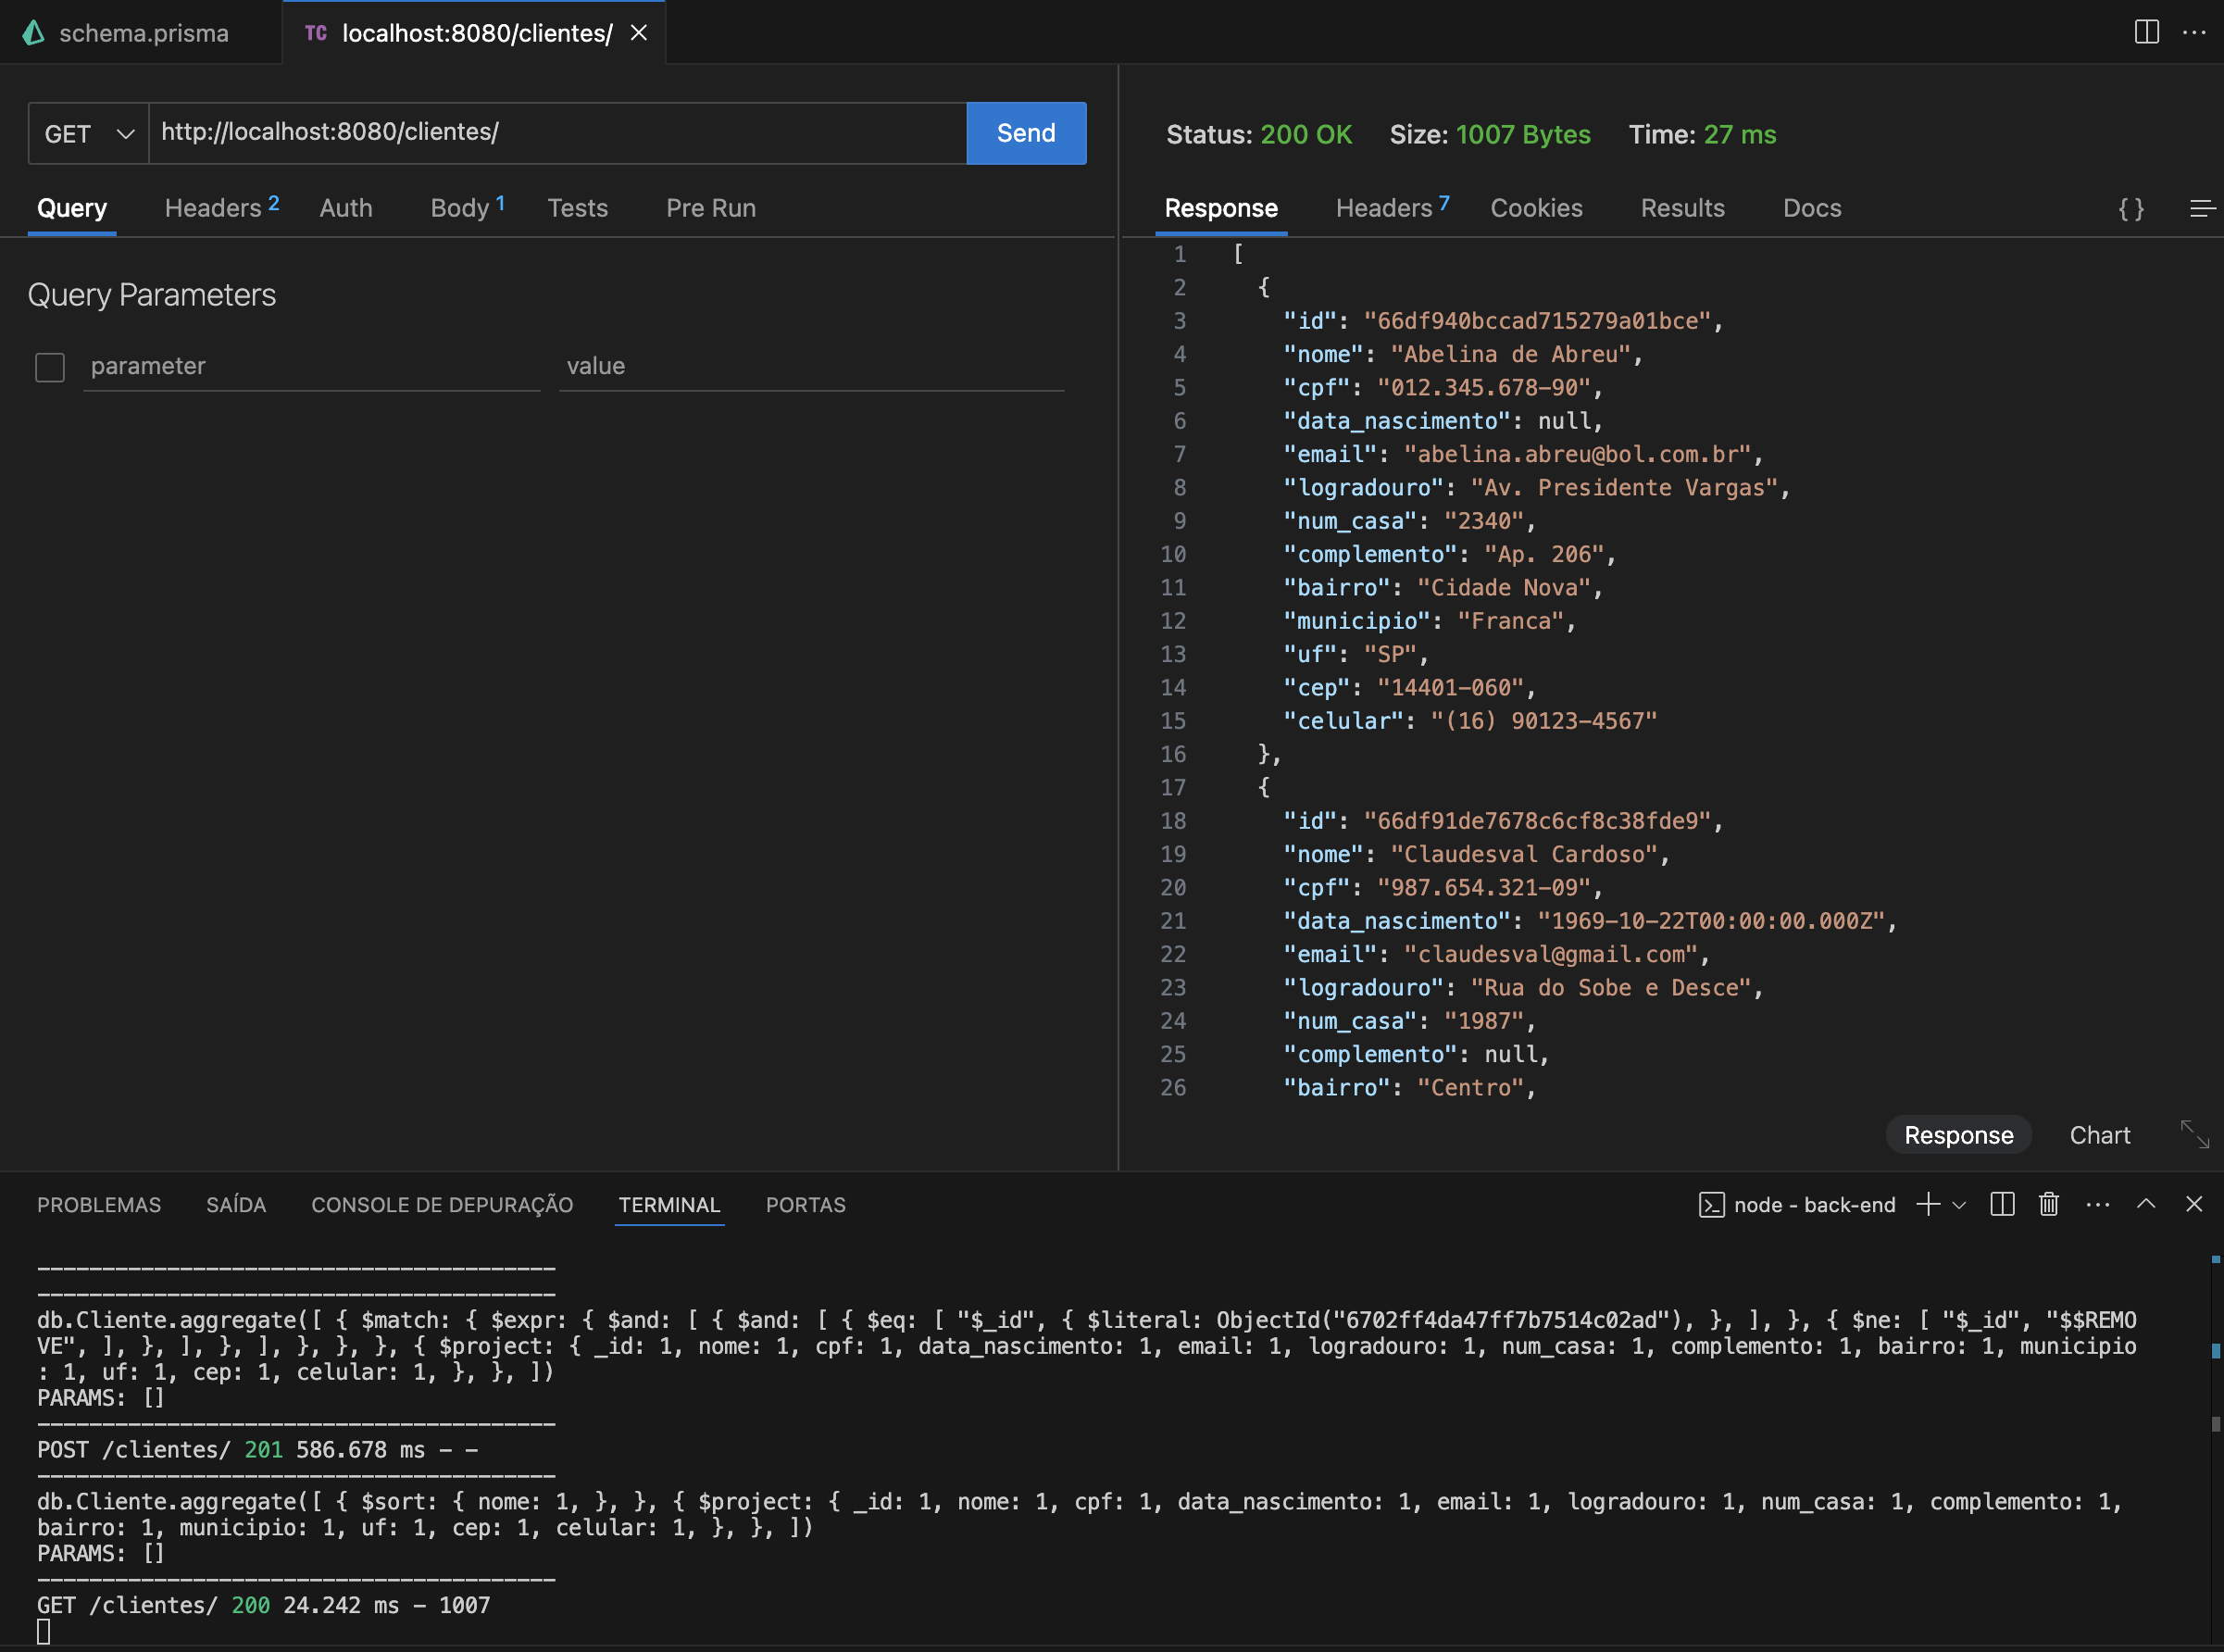 schema.prisma
TC localhost:8080/clientes/
GET http://localhost:8080/clientes/ Send
Query Headers 2 Auth Body 1 Tests Pre Run
Query Parameters
parameter value
Status: 200 OK Size: 1007 Bytes Time: 27 ms
Response Headers 7 Cookies Results Docs { }
1 [
2 {
3 "id": "66df940bccad715279a01bce",
4 "nome": "Abelina de Abreu",
5 "cpf": "012.345.678-90",
6 "data_nascimento": null,
7 "email": "abelina.abreu@bol.com.br",
8 "logradouro": "Av. Presidente Vargas",
9 "num_casa": "2340",
10 "complemento": "Ap. 206",
11 "bairro": "Cidade Nova",
12 "municipio": "Franca",
13 "uf": "SP",
14 "cep": "14401-060",
15 "celular": "(16) 90123-4567"
16 },
17 {
18 "id": "66df91de7678c6cf8c38fde9",
19 "nome": "Claudesval Cardoso",
20 "cpf": "987.654.321-09",
21 "data_nascimento": "1969-10-22T00:00:00.000Z",
22 "email": "claudesval@gmail.com",
23 "logradouro": "Rua do Sobe e Desce",
24 "num_casa": "1987",
25 "complemento": null,
26 "bairro": "Centro",
Response Chart
PROBLEMAS SAÍDA CONSOLE DE DEPURAÇÃO TERMINAL PORTAS node - back-end
----------------------------------------
----------------------------------------
db.Cliente.aggregate([ { $match: { $expr: { $and: [ { $and: [ { $eq: [ "$_id", { $literal: ObjectId("6702ff4da47ff7b7514c02ad"), }, ], }, { $ne: [ "$_id", "$$REMO
VE", ], }, ], }, ], }, }, }, { $project: { _id: 1, nome: 1, cpf: 1, data_nascimento: 1, email: 1, logradouro: 1, num_casa: 1, complemento: 1, bairro: 1, municipio
: 1, uf: 1, cep: 1, celular: 1, }, }, ])
PARAMS: []
----------------------------------------
POST /clientes/ 201 586.678 ms - -
----------------------------------------
db.Cliente.aggregate([ { $sort: { nome: 1, }, }, { $project: { _id: 1, nome: 1, cpf: 1, data_nascimento: 1, email: 1, logradouro: 1, num_casa: 1, complemento: 1,
bairro: 1, municipio: 1, uf: 1, cep: 1, celular: 1, }, }, ])
PARAMS: []
----------------------------------------
GET /clientes/ 200 24.242 ms - 1007